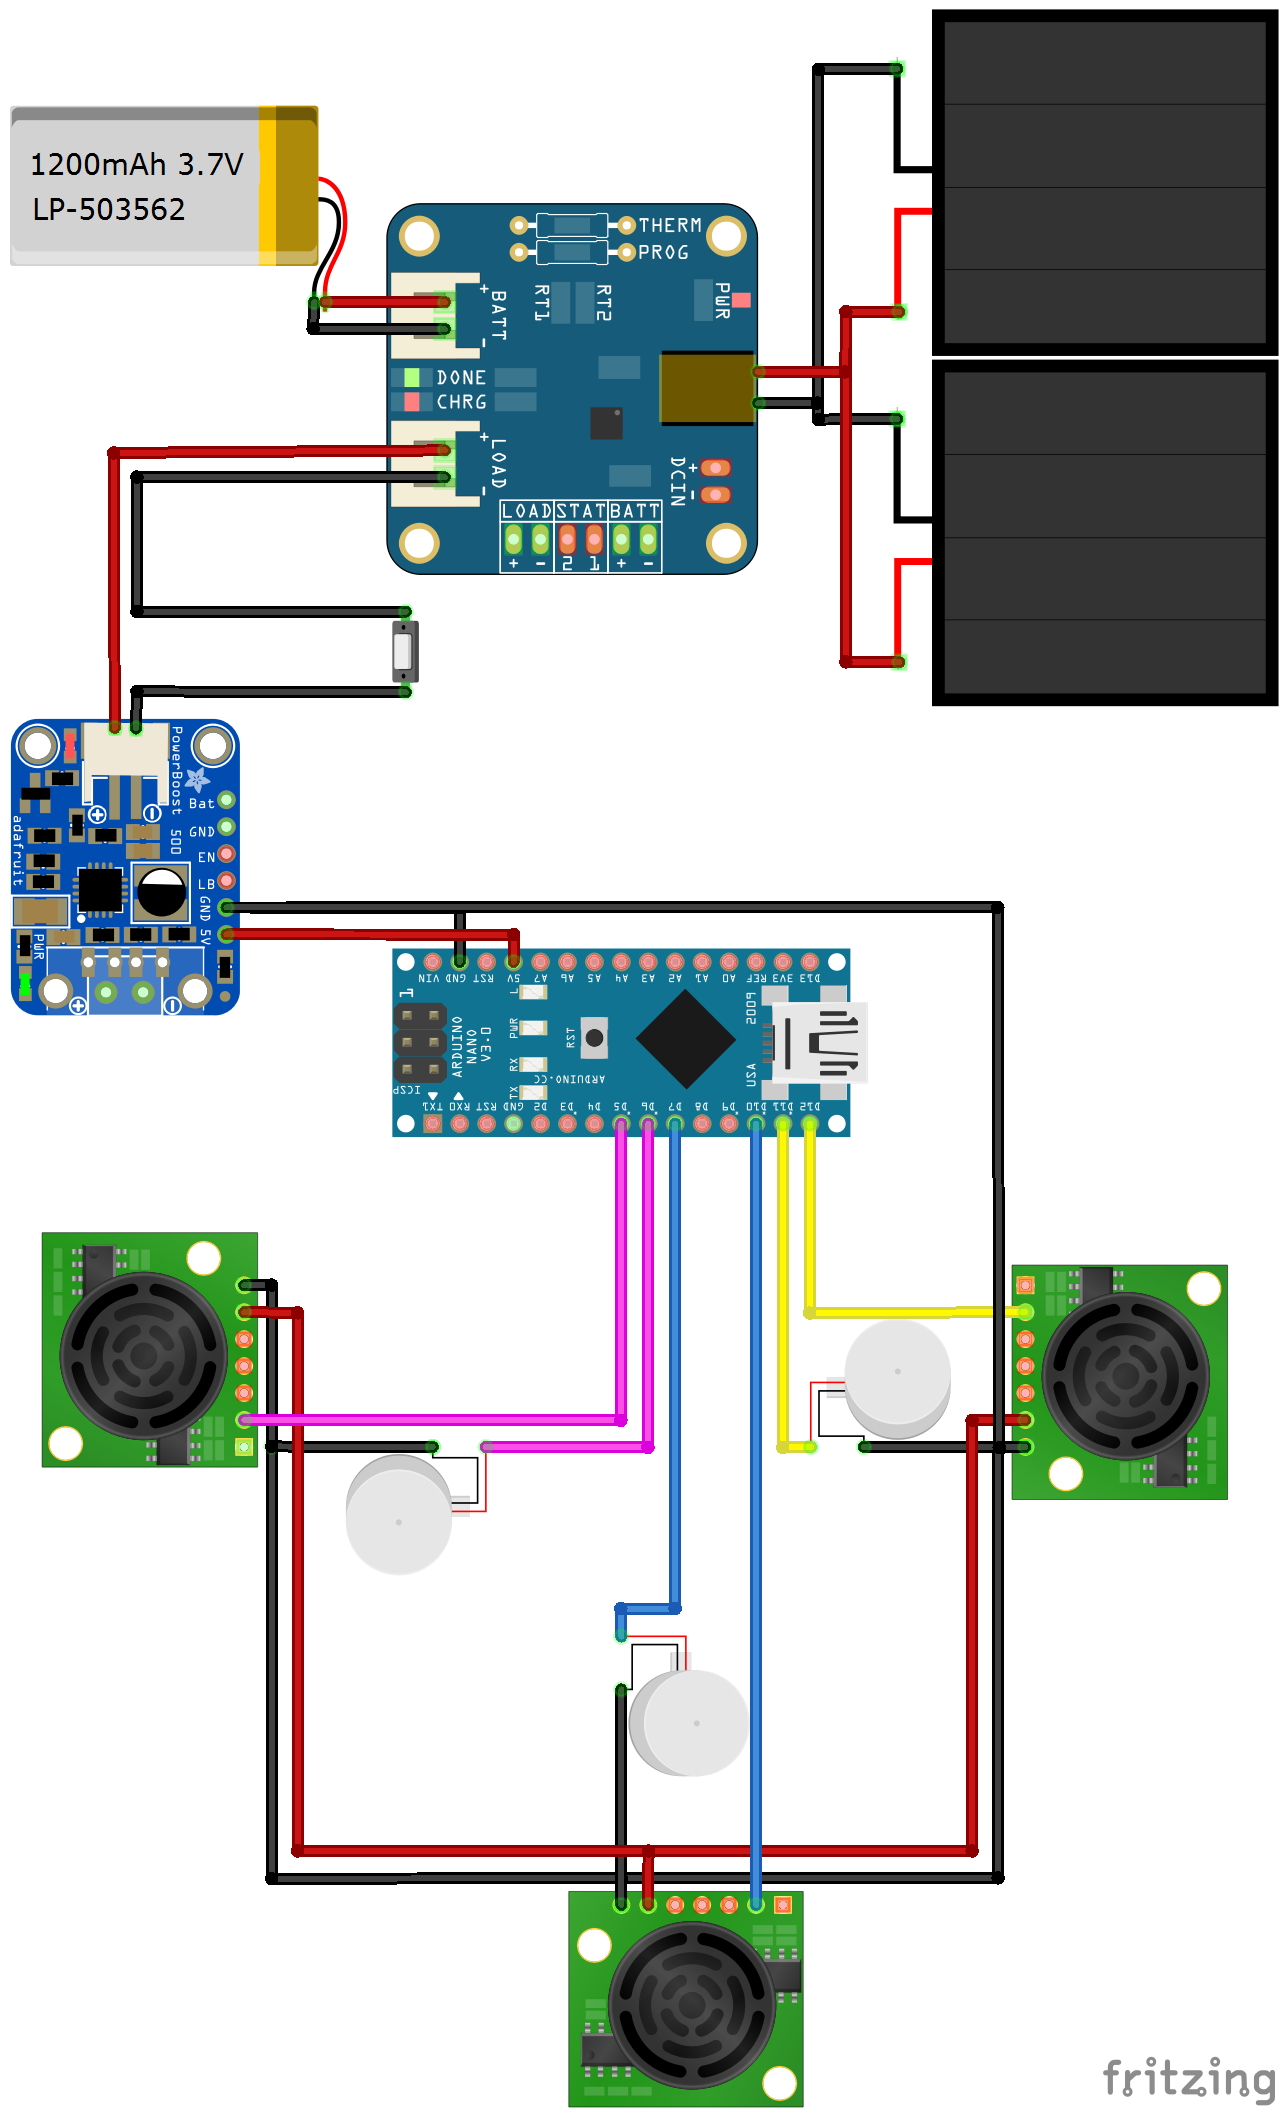 1200mAh 3.7V
LP-503562
THERM
PROG
RT1
RT2
PWR
+
BATT
-
DONE
CHRG
+
LOAD
-
DCIN
+
-
LOAD STAT BATT
+ - 2 1 + -
PowerBoost 500
adafruit
Bat
GND
EN
LB
GND
5V
PWR
+ -
+ -
VIN GND RST 5V A7 A6 A5 A4 A3 A2 A1 A0 REF 3V3 D13
1
L
PWR
RX
TX
RST
ARDUINO
NANO
V3.0
ICSP
ARDUINO.CC
USA
TX1 RX0 RST GND D2 D3 D4 D5 D6 D7 D8 D9 D10 D11 D12
fritzing